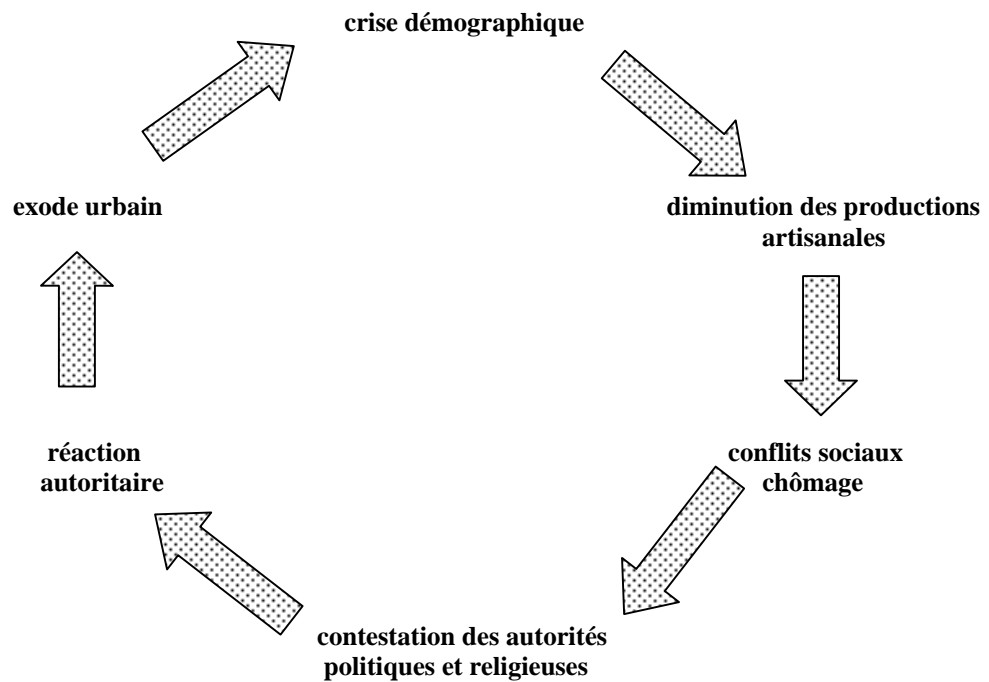 crise démographique
diminution des productions
artisanales
conflits sociaux
chômage
contestation des autorités
politiques et religieuses
réaction
autoritaire
exode urbain